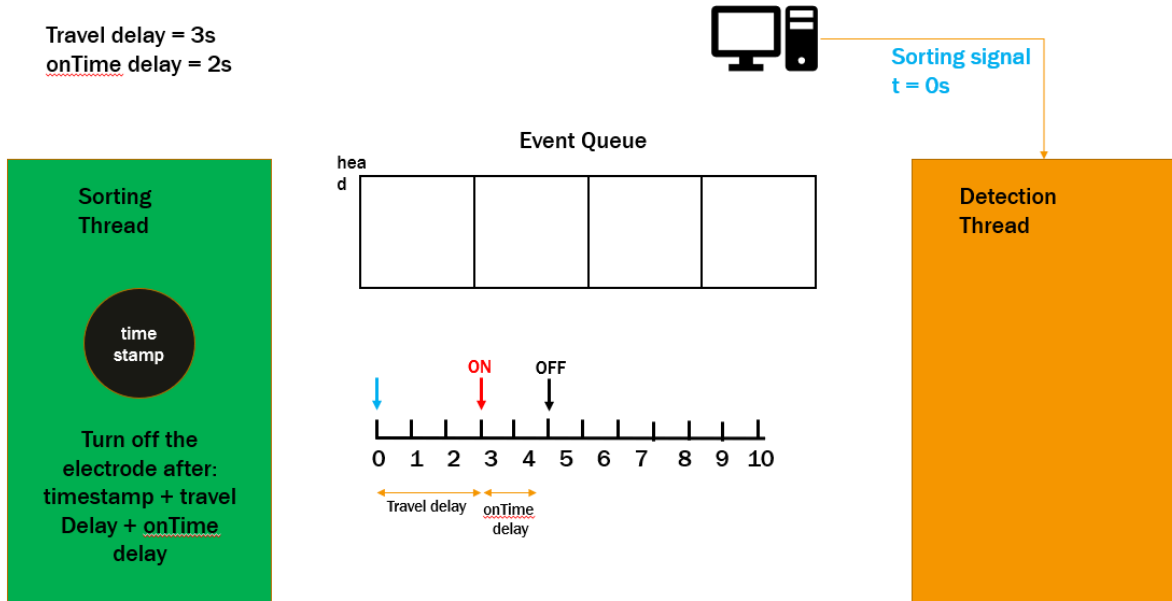 Travel delay = 3s
onTime delay = 2s
Sorting signal
t = 0s
Event Queue
hea
d
Sorting
Thread
Detection
Thread
time
stamp
ON
OFF
0 1 2 3 4 5 6 7 8 9 10
Travel delay
onTime
delay
Turn off the
electrode after:
timestamp + travel
Delay + onTime
delay